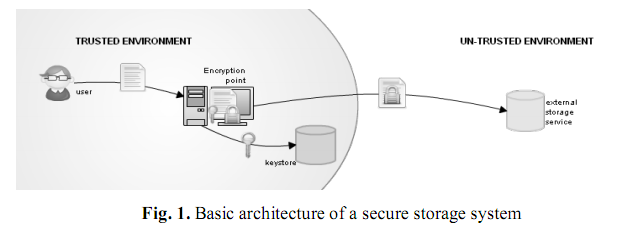 TRUSTED ENVIRONMENT
UN-TRUSTED ENVIRONMENT
Encryption
point
user
external
storage
service
keystore
Fig. 1. Basic architecture of a secure storage system